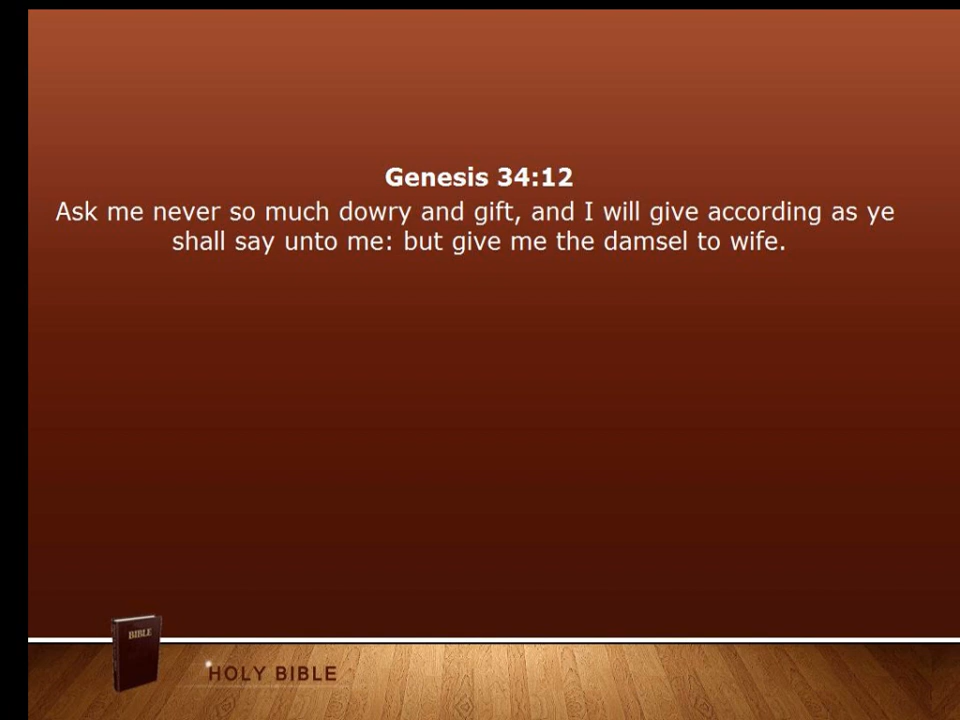 Genesis 34:12
Ask me never so much dowry and gift, and I will give according as ye
shall say unto me: but give me the damsel to wife.
BIBLE
HOLY BIBLE